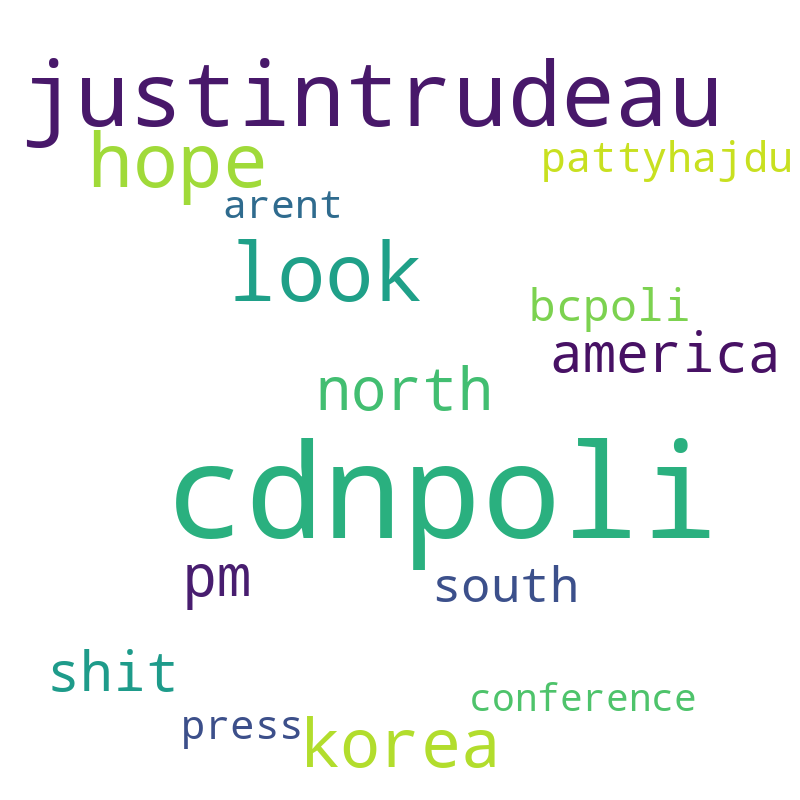 justintrudeau
hope
pattyhajdu
arent
look
bcpoli
america
north
cdnpoli
pm
south
shit
conference
press
korea